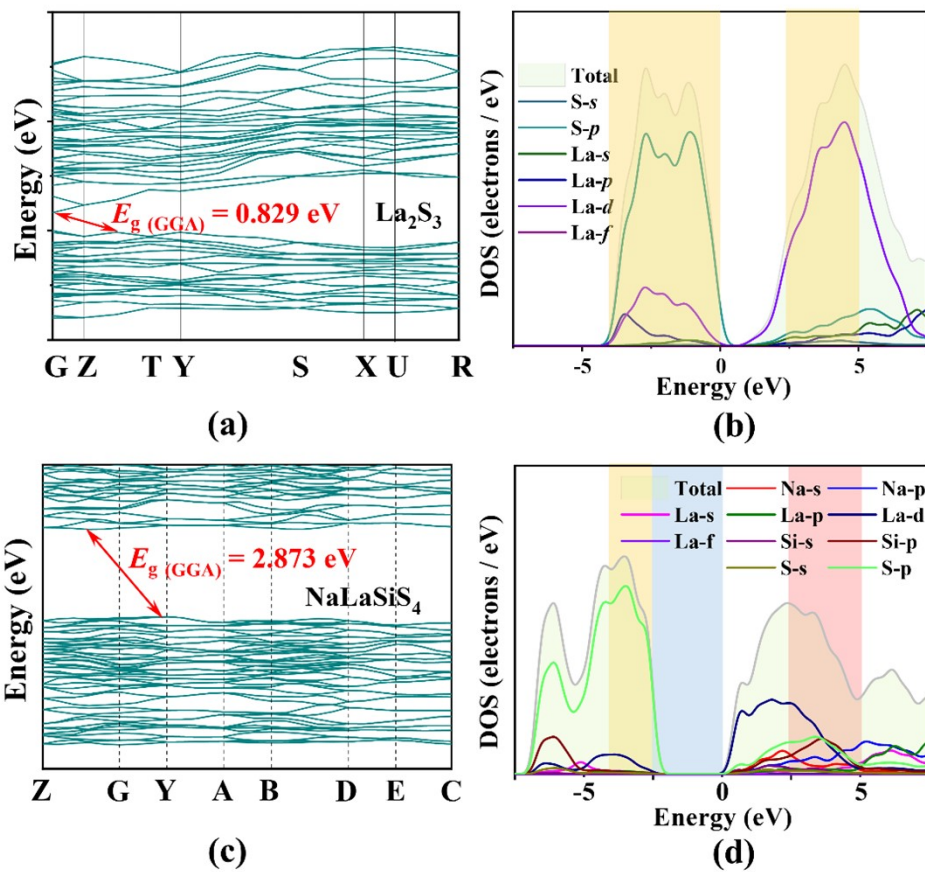 (a)
Energy (eV)
E_g (GGA) = 0.829 eV
La₂S₃
G Z T Y S X U R
(b)
DOS (electrons / eV)
Total
S-s
S-p
La-s
La-p
La-d
La-f
-5 0 5
Energy (eV)
(c)
Energy (eV)
E_g (GGA) = 2.873 eV
NaLaSiS₄
Z G Y A B D E C
(d)
DOS (electrons / eV)
Total Na-s Na-p
La-s La-p La-d
La-f Si-s Si-p
S-s S-p
-5 0 5
Energy (eV)